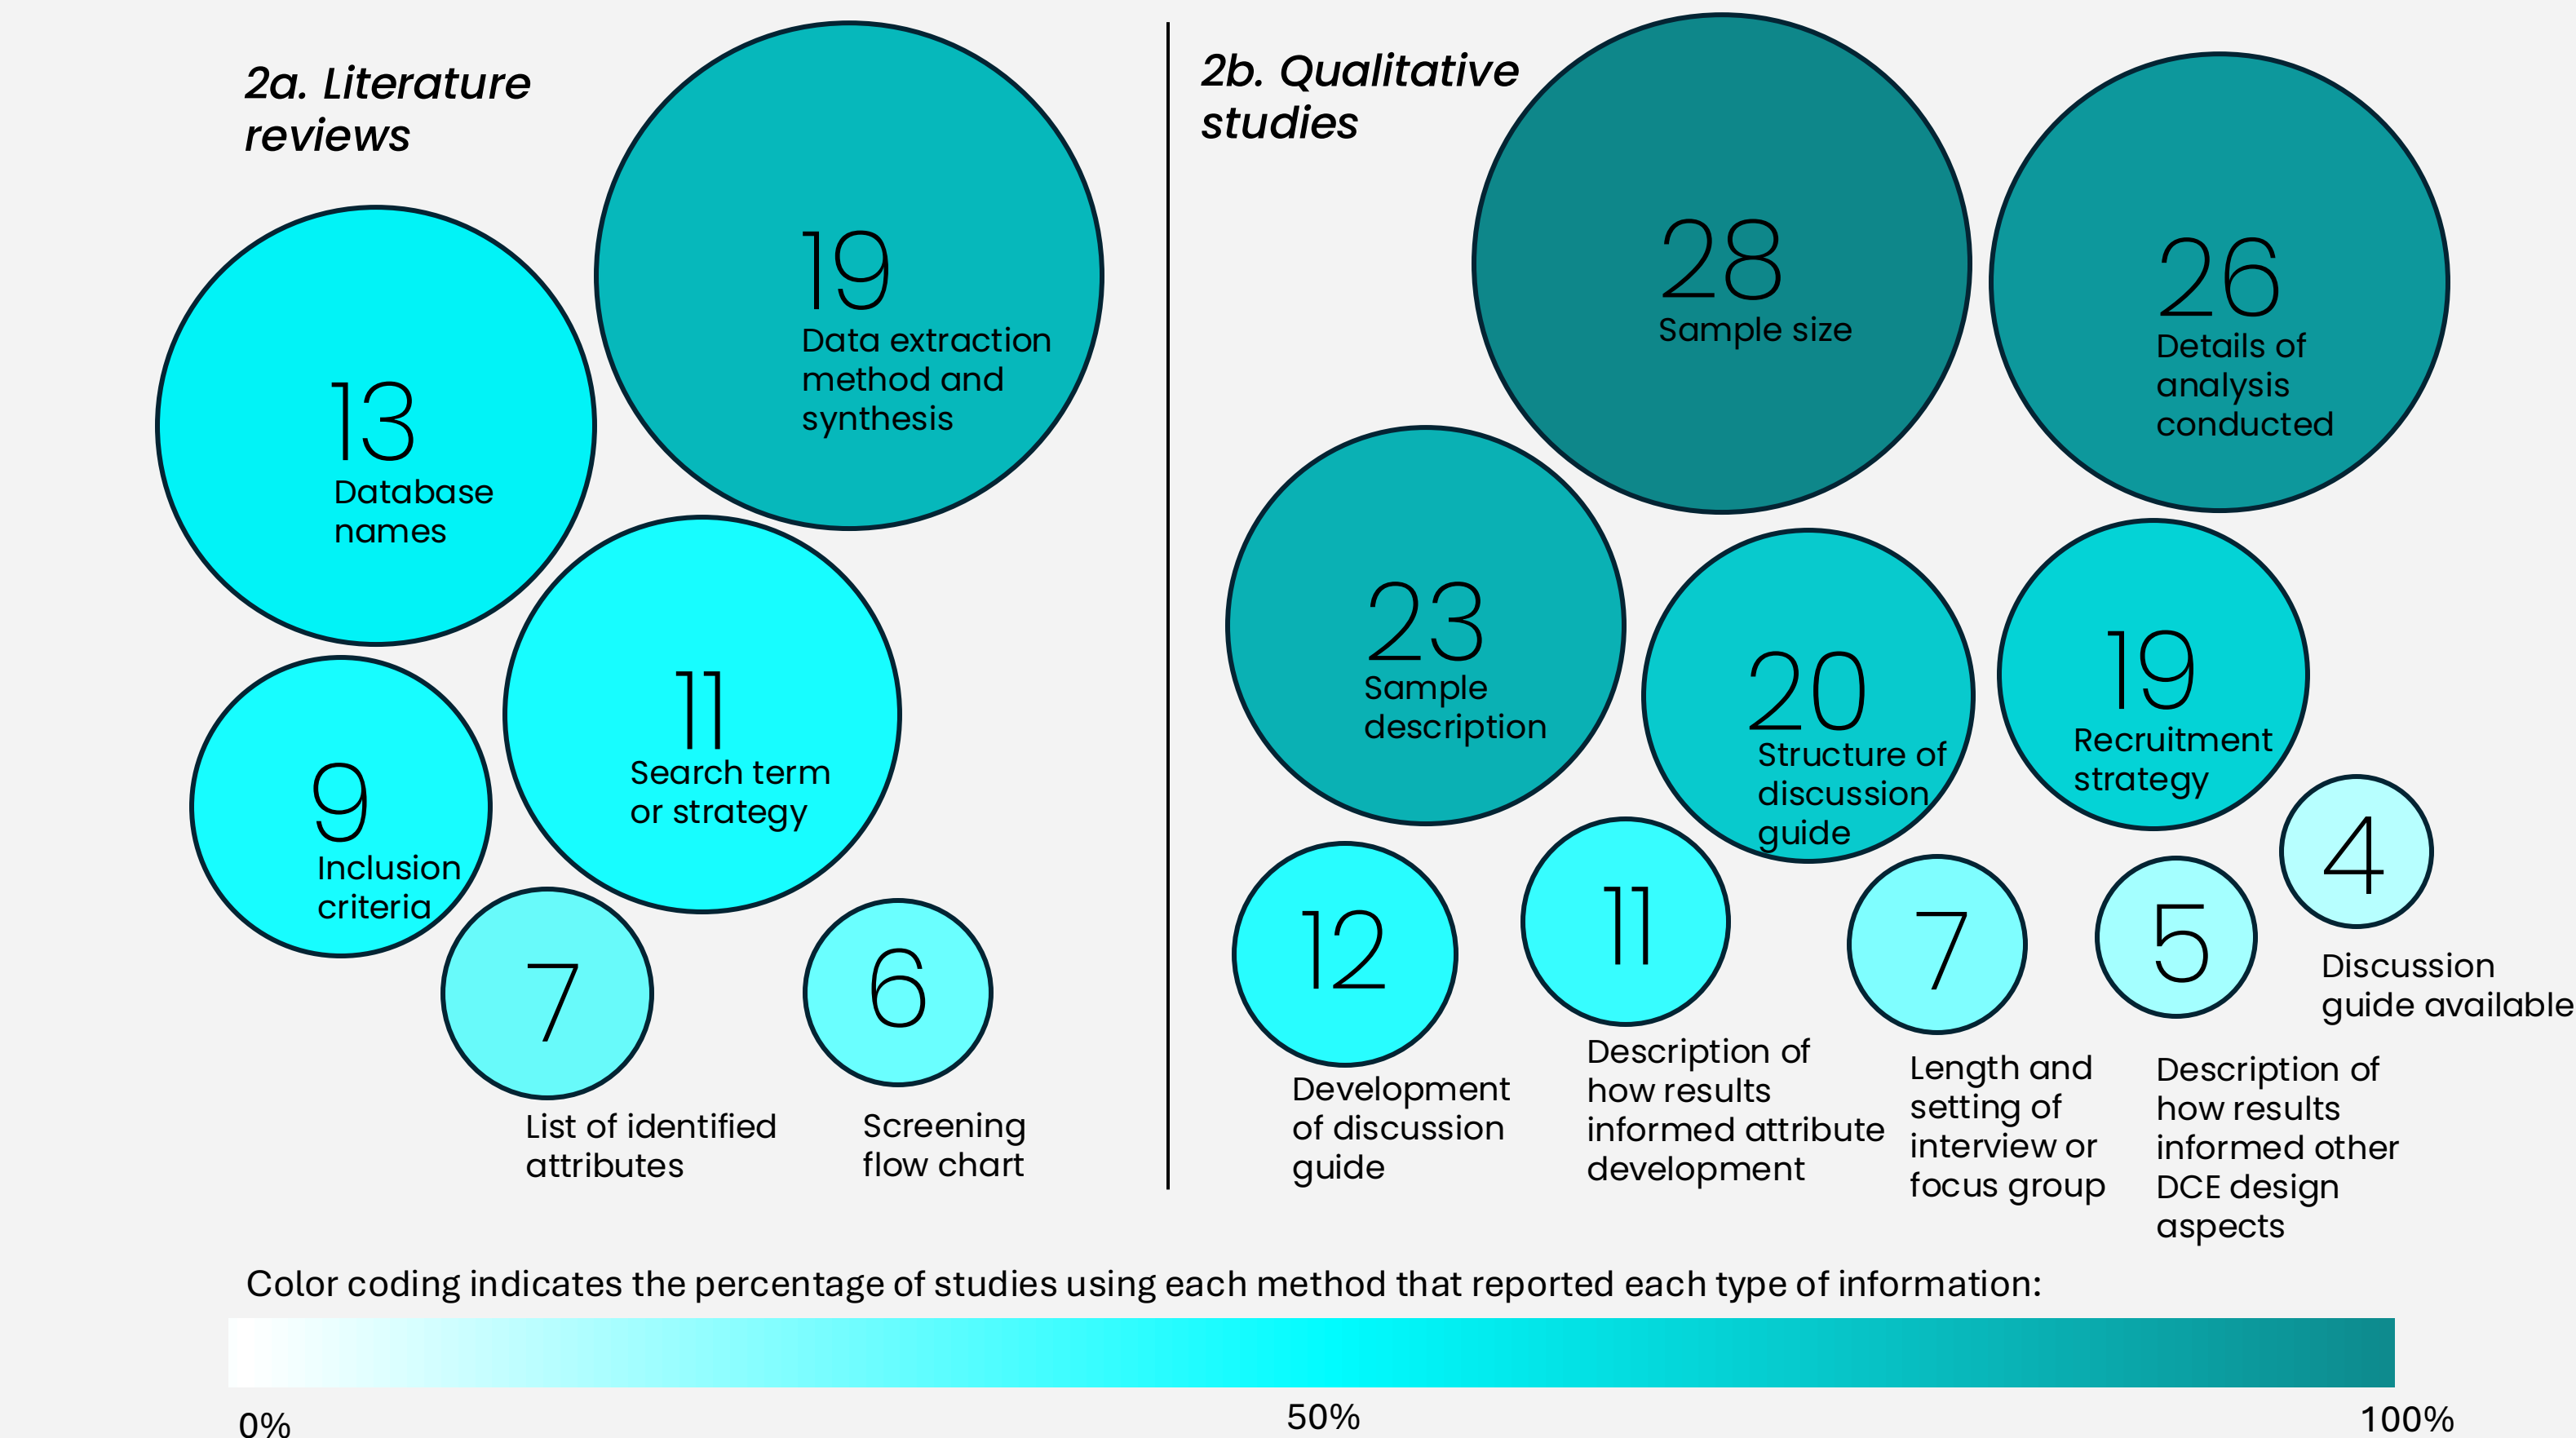 2a. Literature
reviews
19
Data extraction
method and
synthesis
13
Database
names
11
Search term
or strategy
9
Inclusion
criteria
7
List of identified
attributes
6
Screening
flow chart
2b. Qualitative
studies
28
Sample size
26
Details of
analysis
conducted
23
Sample
description
20
Structure of
discussion
guide
19
Recruitment
strategy
12
Development
of discussion
guide
11
Description of
how results
informed attribute
development
7
Length and
setting of
interview or
focus group
5
Description of
how results
informed other
DCE design
aspects
4
Discussion
guide available
Color coding indicates the percentage of studies using each method that reported each type of information:
0%
50%
100%